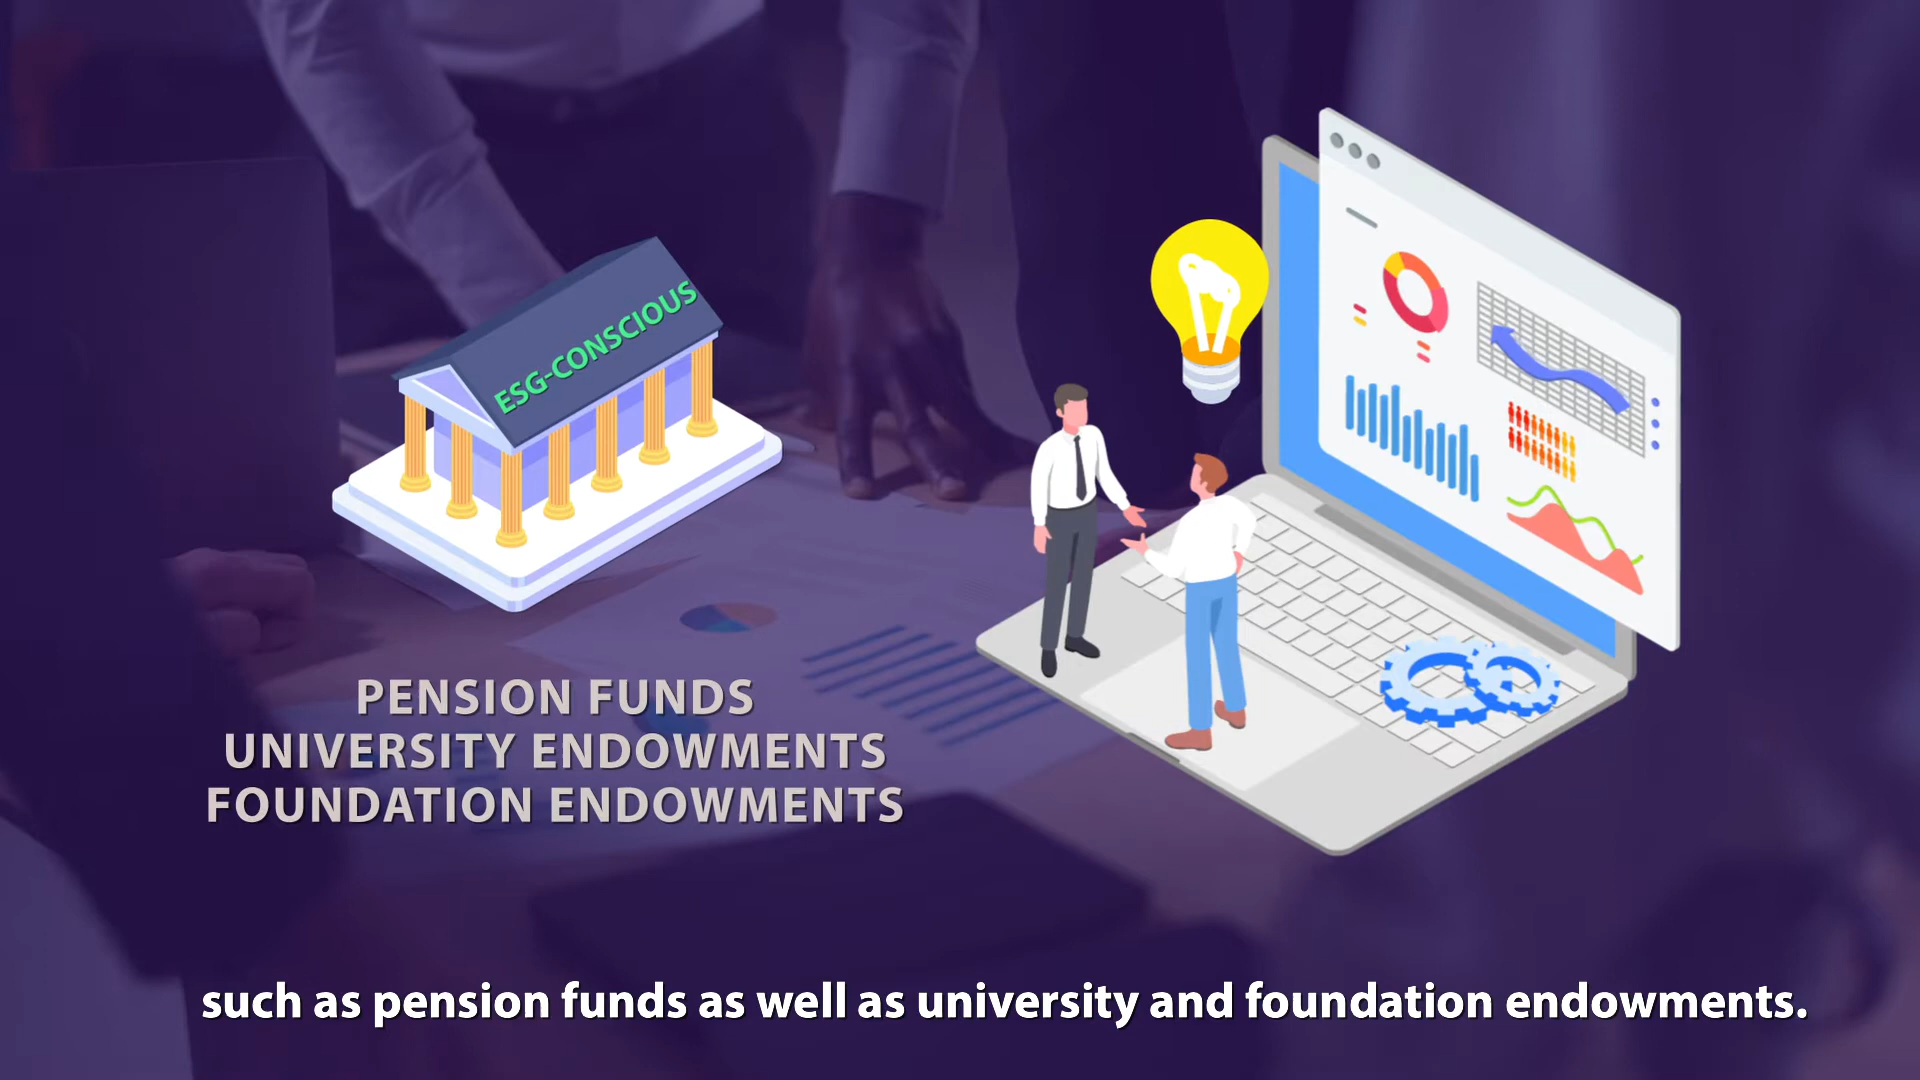 ESG-CONSCIOUS
PENSION FUNDS
UNIVERSITY ENDOWMENTS
FOUNDATION ENDOWMENTS
such as pension funds as well as university and foundation endowments.